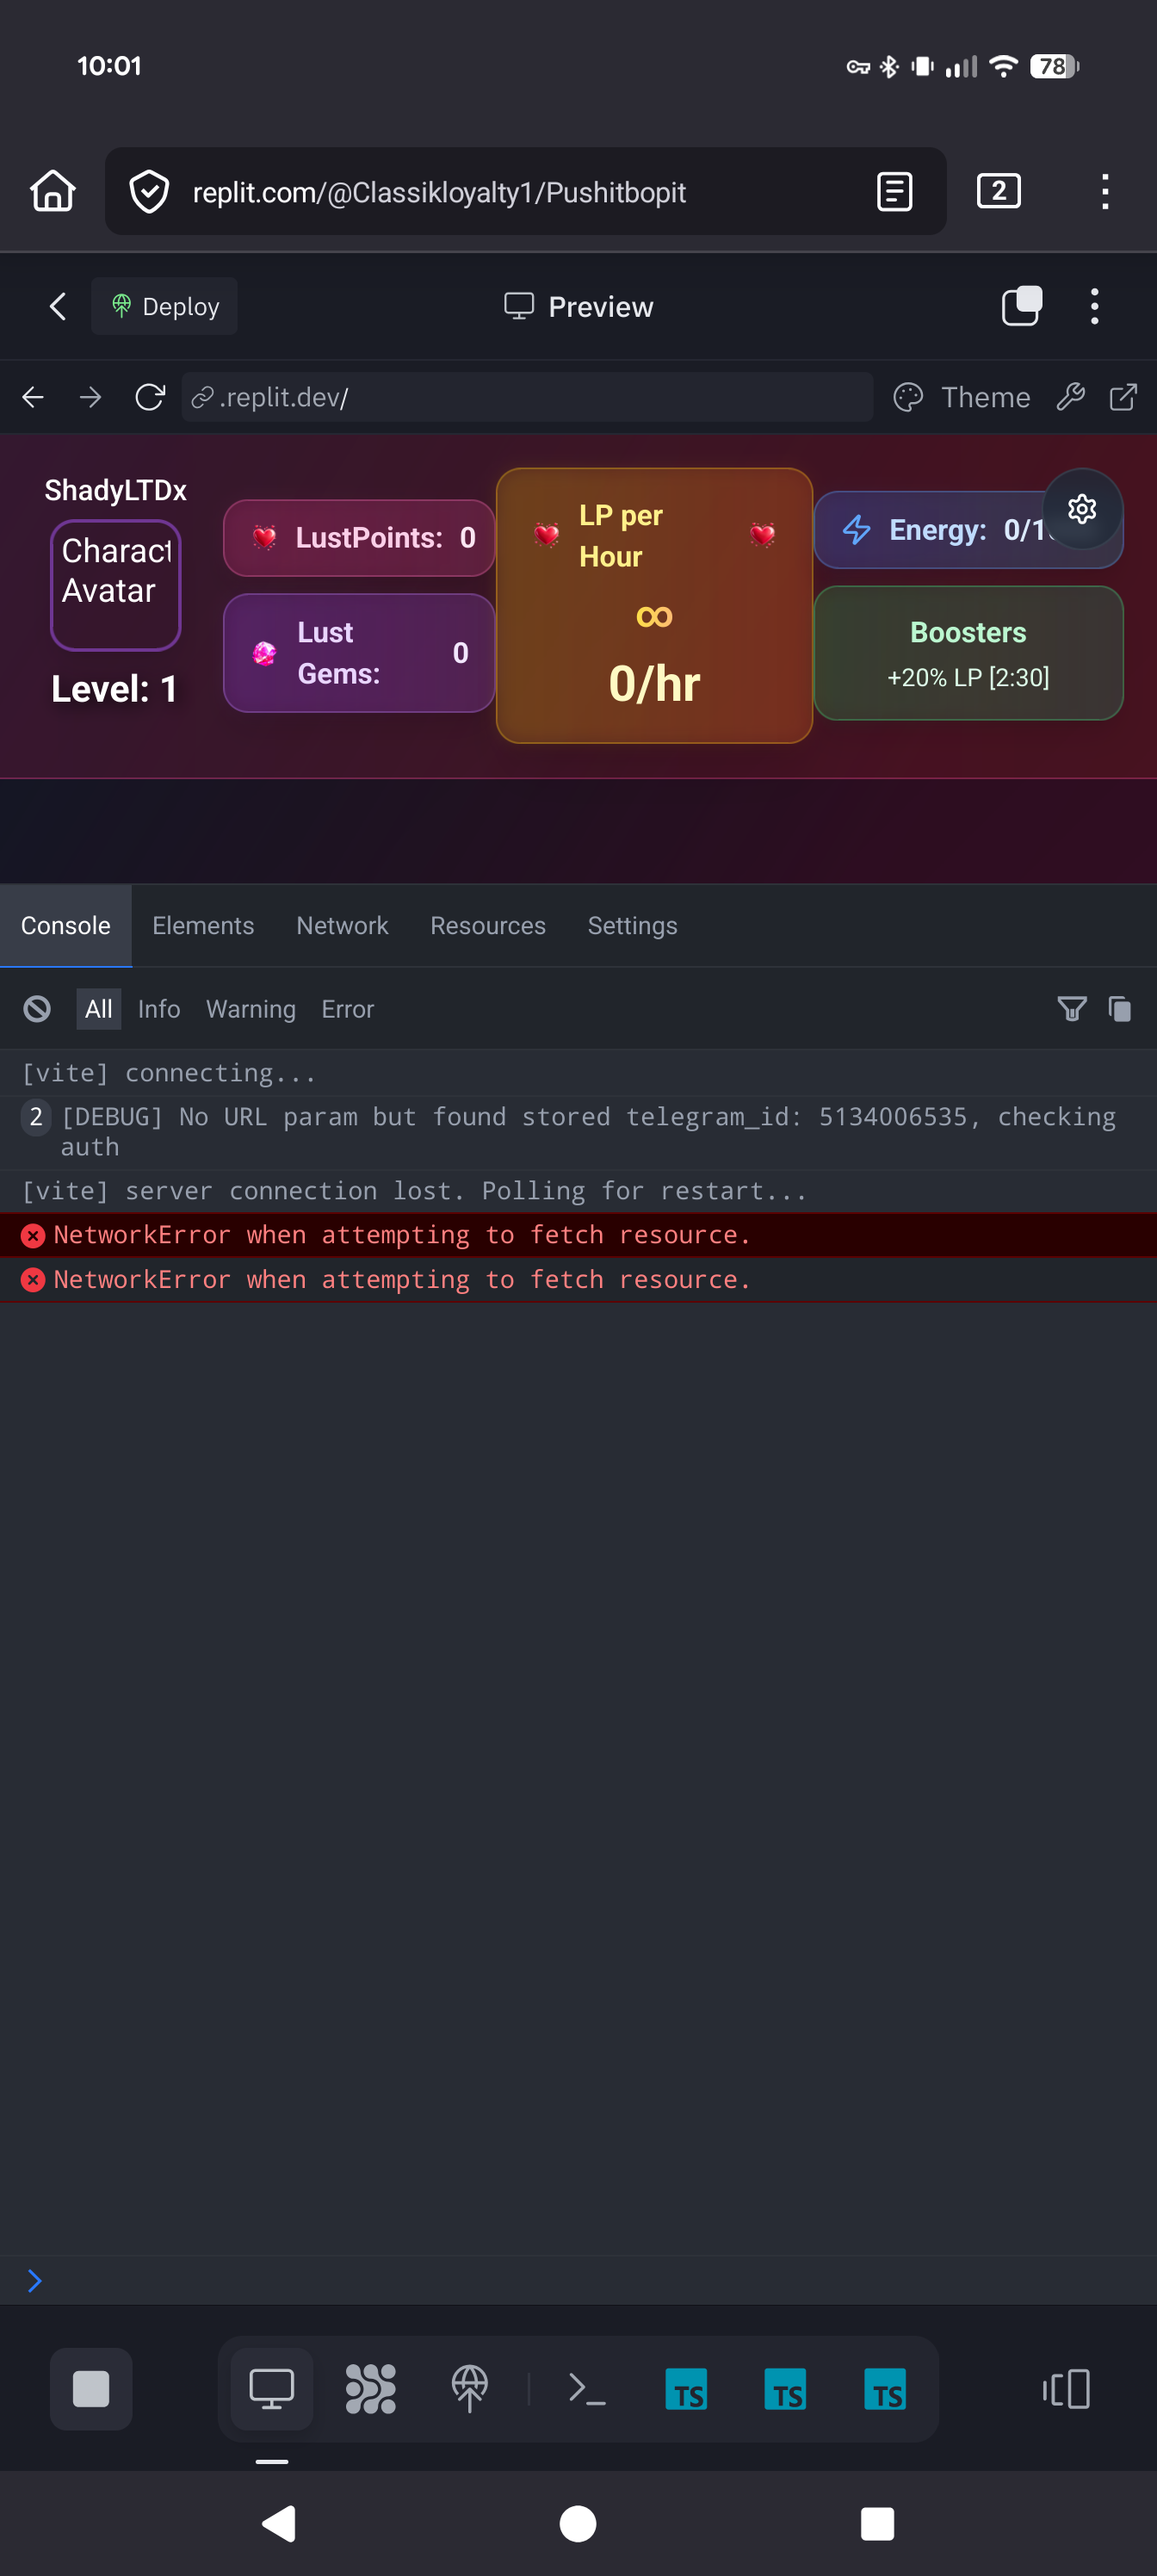 10:01
78
replit.com/@Classikloyalty1/Pushitbopit
2
Deploy
Preview
.replit.dev/
Theme
ShadyLTDx
Charact
Avatar
Level: 1
LustPoints: 0
Lust
Gems:
0
LP per
Hour
∞
0/hr
Energy: 0/1
Boosters
+20% LP [2:30]
Console
Elements
Network
Resources
Settings
All
Info
Warning
Error
[vite] connecting...
2 [DEBUG] No URL param but found stored telegram_id: 5134006535, checking
auth
[vite] server connection lost. Polling for restart...
NetworkError when attempting to fetch resource.
NetworkError when attempting to fetch resource.
TS
TS
TS